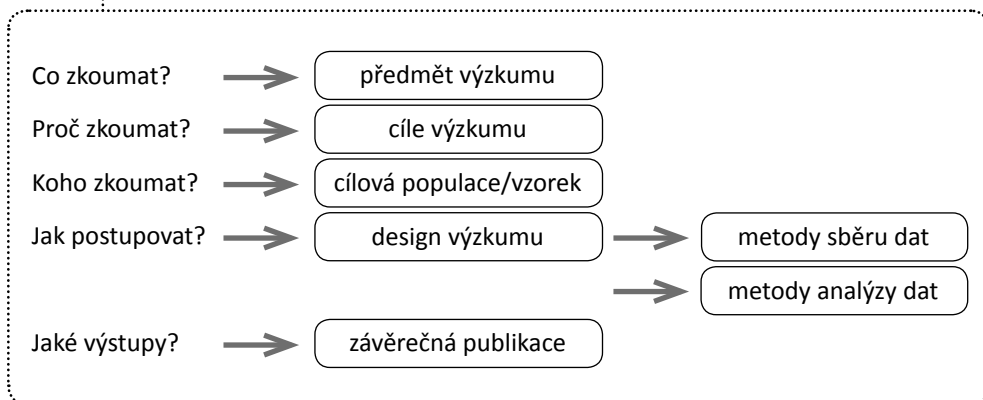 Co zkoumat? předmět výzkumu
Proč zkoumat? cíle výzkumu
Koho zkoumat? cílová populace/vzorek
Jak postupovat? design výzkumu metody sběru dat
metody analýzy dat
Jaké výstupy? závěrečná publikace